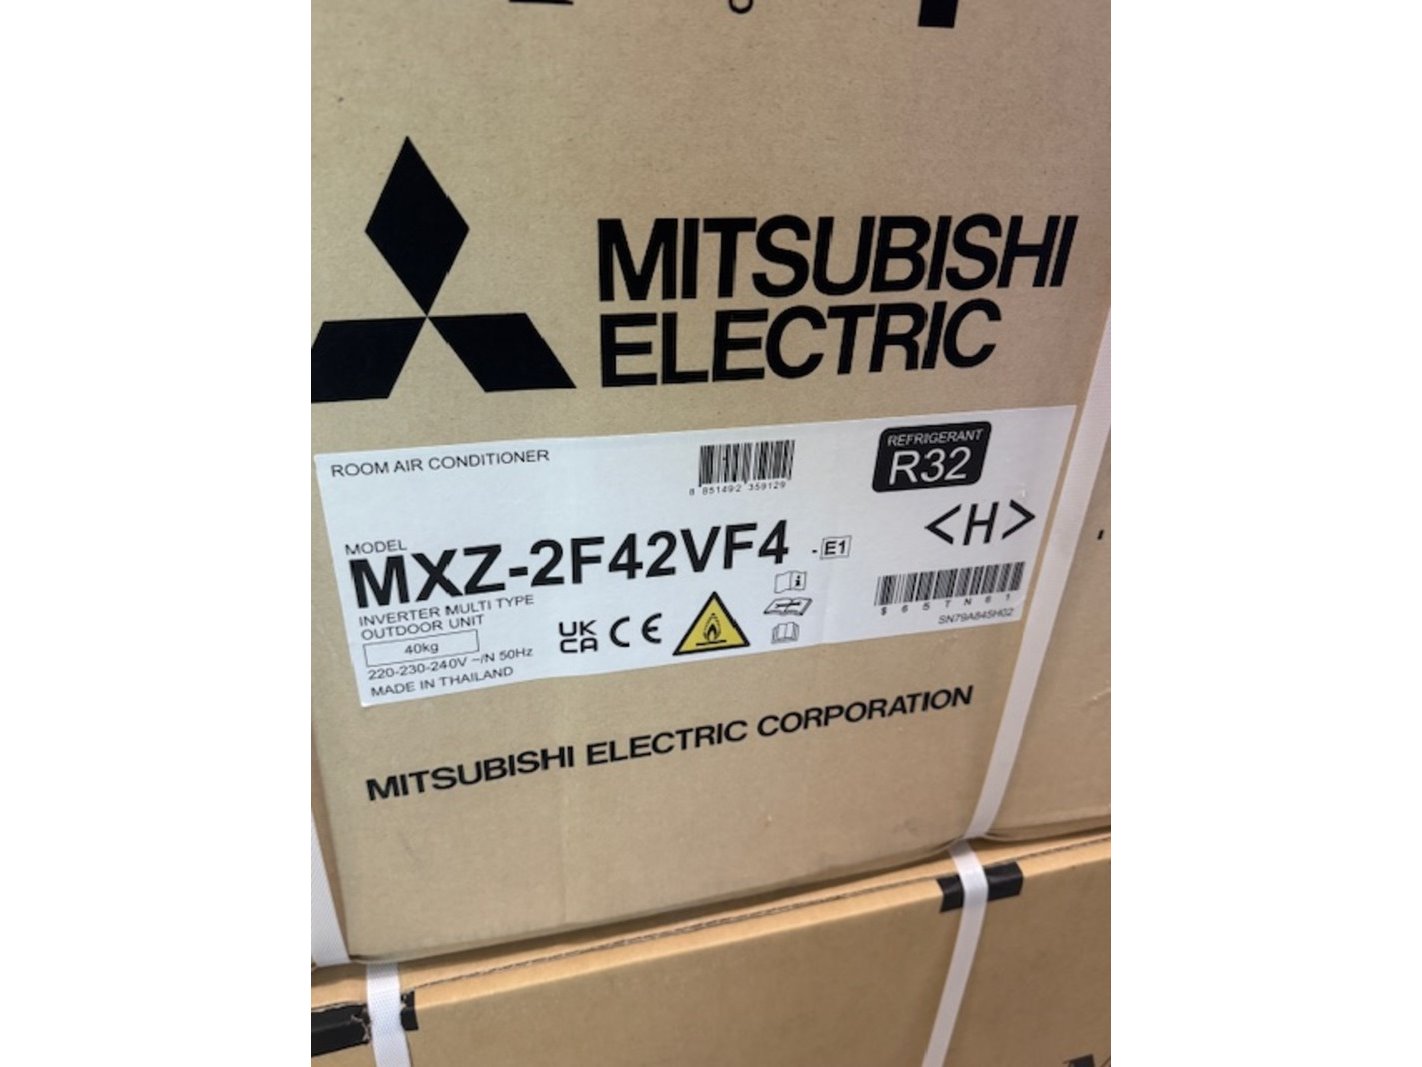 MITSUBISHI
ELECTRIC
ROOM AIR CONDITIONER
8 851492 359129
REFRIGERANT
R32
<H>
MODEL
MXZ-2F42VF4 -E1
INVERTER MULTI TYPE
OUTDOOR UNIT
40kg
220-230-240V ~/N 50Hz
MADE IN THAILAND
UK
CA CE
$ 657N61
SN79A845H02
MITSUBISHI ELECTRIC CORPORATION